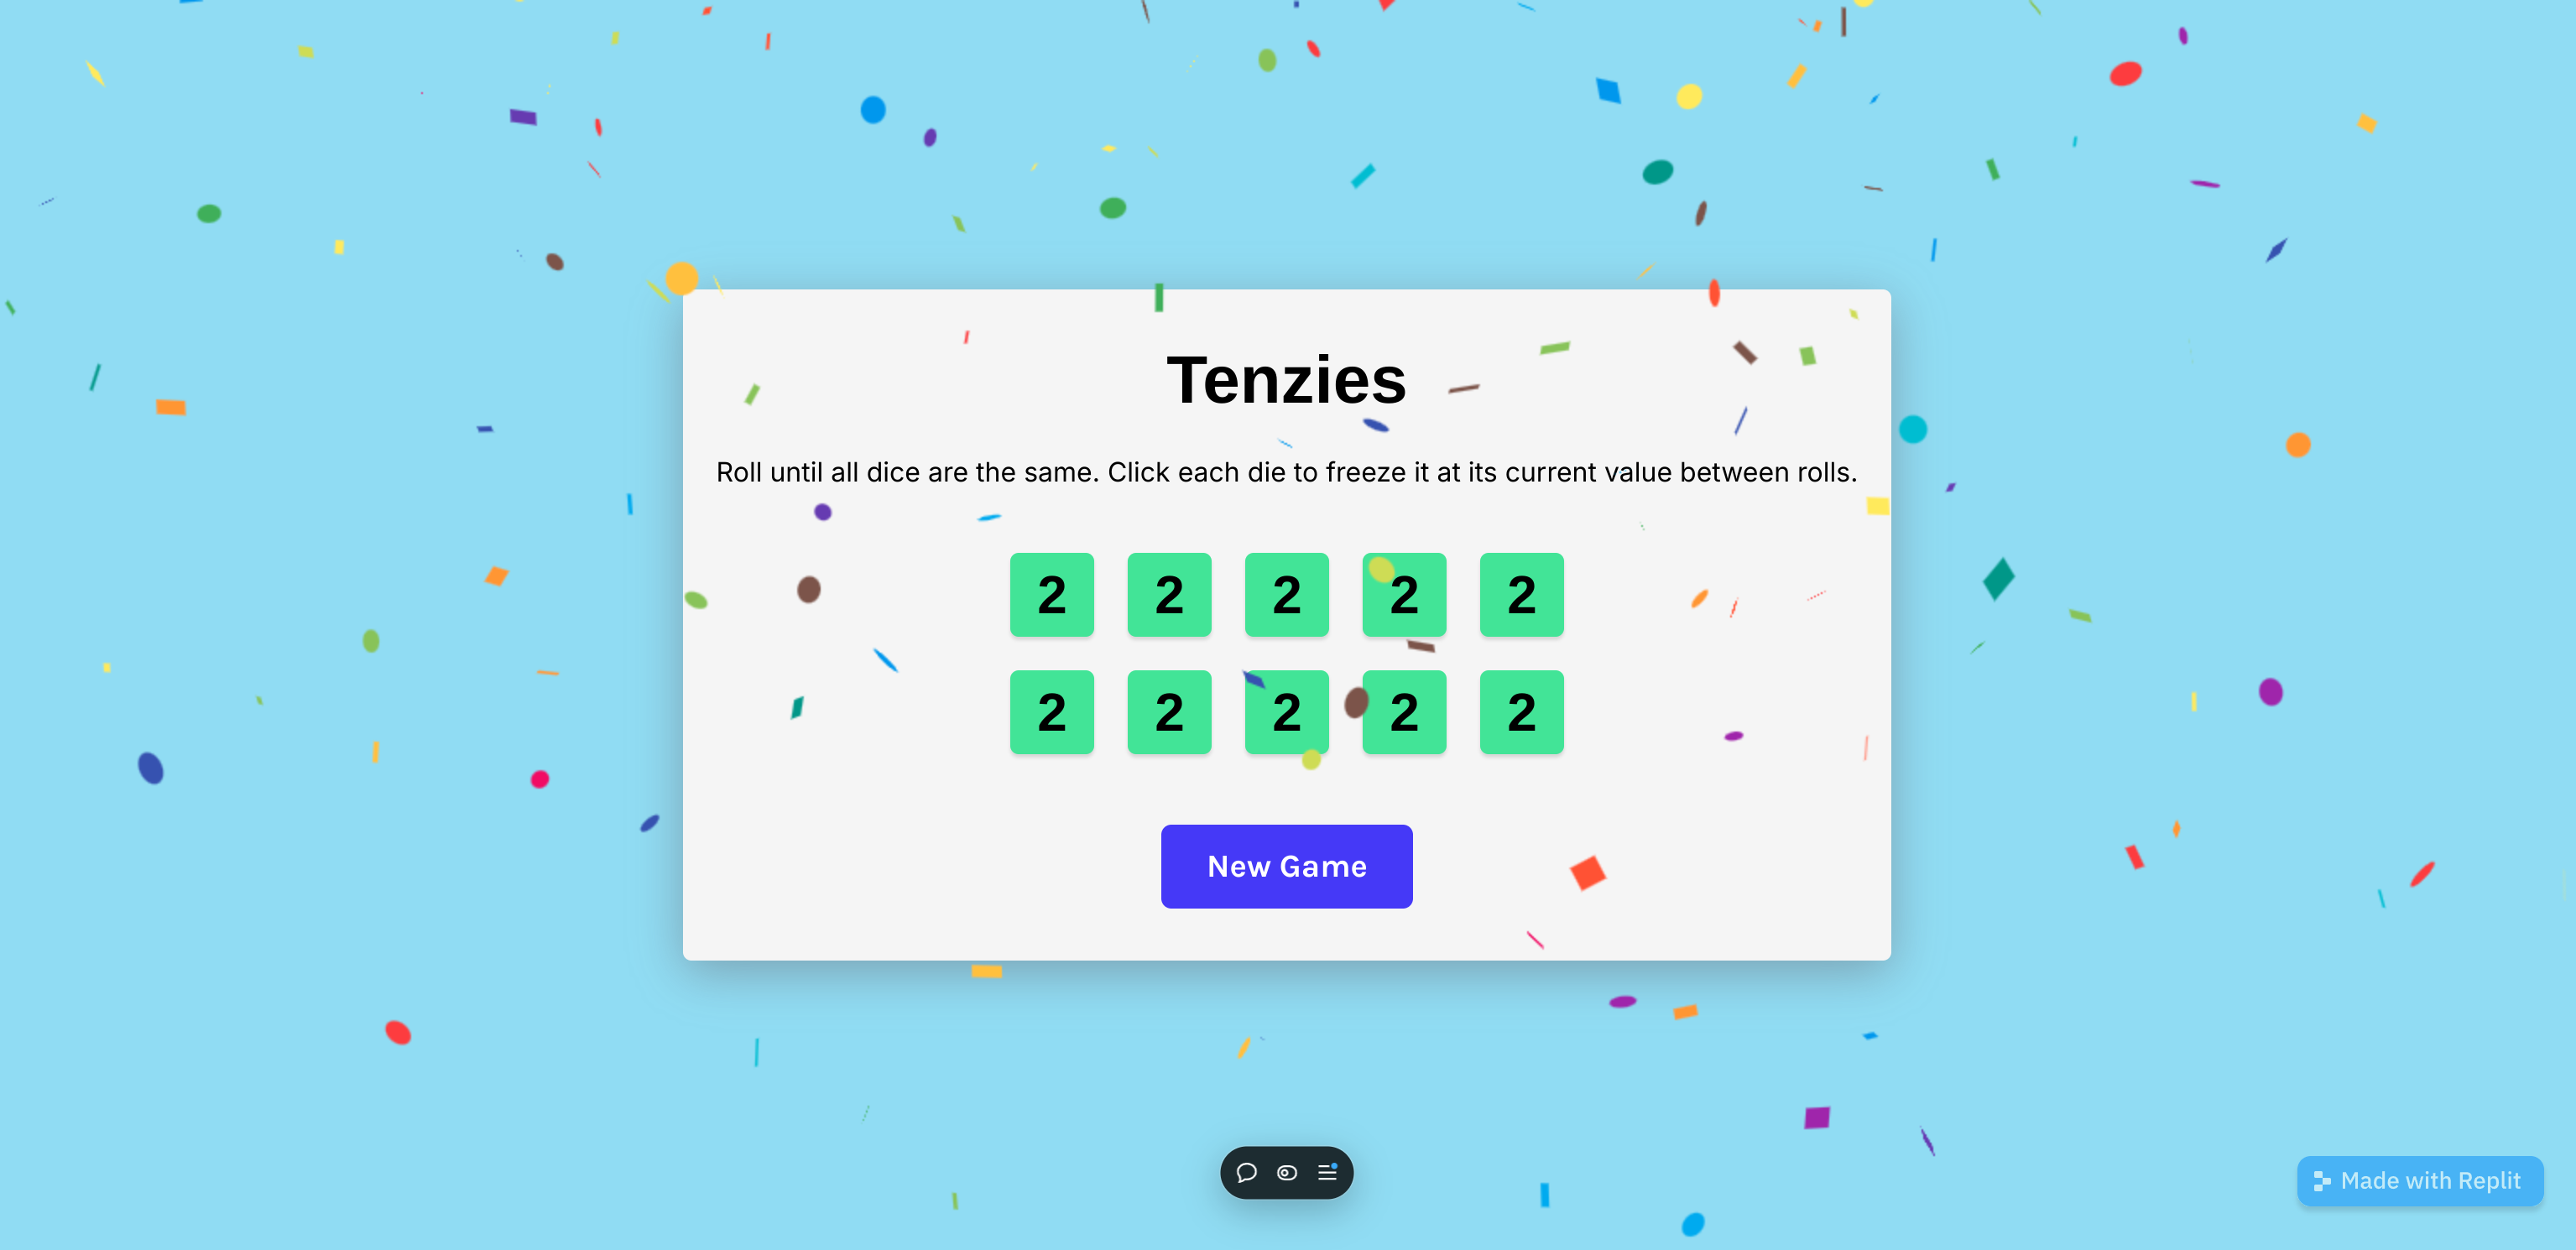 Tenzies
Roll until all dice are the same. Click each die to freeze it at its current value between rolls.
2 2 2 2 2
2 2 2 2 2
New Game
Made with Replit